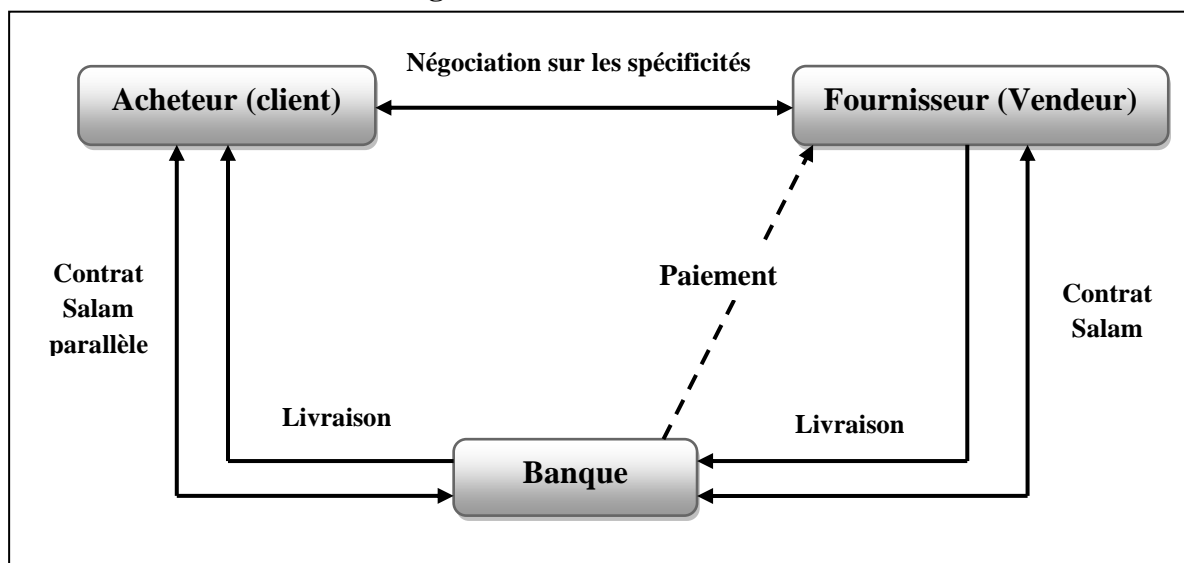 Négociation sur les spécificités
Acheteur (client)
Fournisseur (Vendeur)
Paiement
Contrat
Salam
parallèle
Contrat
Salam
Livraison
Livraison
Banque